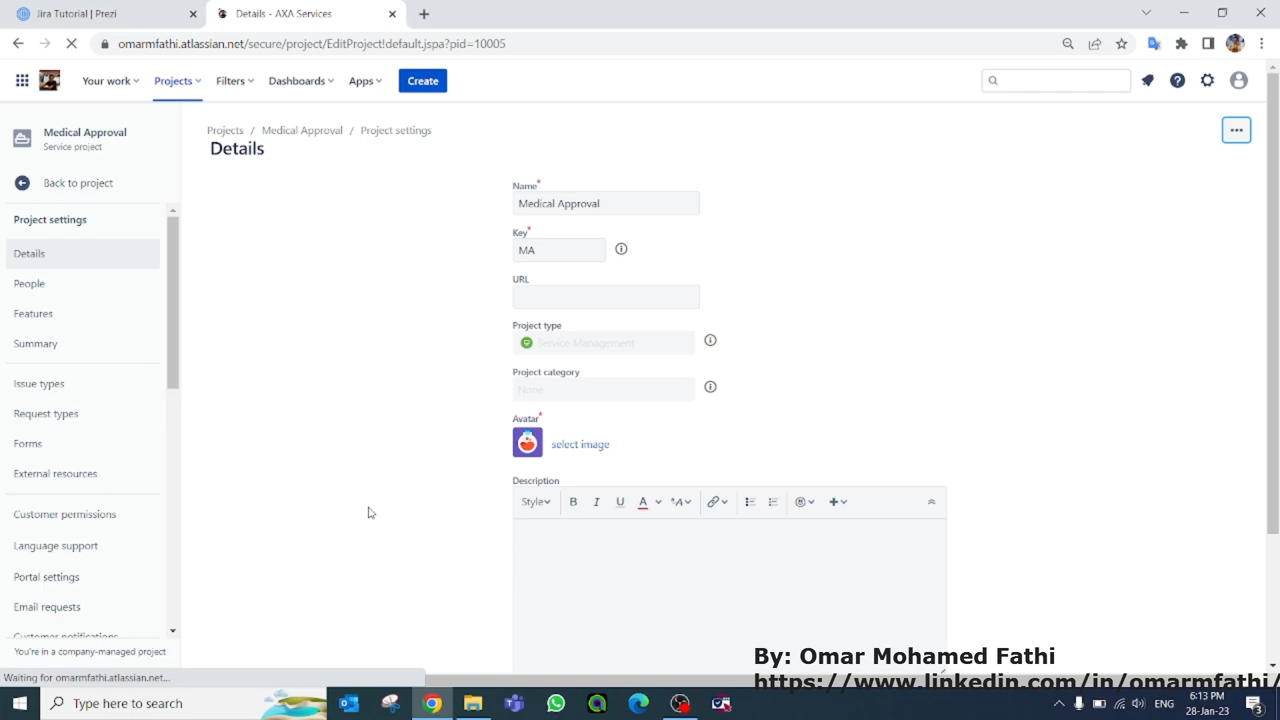 Jira Tutorial | Prezi
Details - AXA Services
omarmfathi.atlassian.net/secure/project/EditProject!default.jspa?pid=10005
Your work
Projects
Filters
Dashboards
Apps
Create
Medical Approval
Service project
Back to project
Project settings
Details
People
Features
Summary
Issue types
Request types
Forms
External resources
Customer permissions
Language support
Portal settings
Email requests
Customer notifications
You're in a company-managed project
Projects / Medical Approval / Project settings
Details
Name*
Medical Approval
Key*
MA
URL
Project type
Service Management
Project category
None
Avatar*
select image
Description
Style
B I U A
By: Omar Mohamed Fathi
https://www.linkedin.com/in/omarmfathi/
Waiting for omarmfathi.atlassian.net...
Type here to search
ENG
6:13 PM
28-Jan-23
3